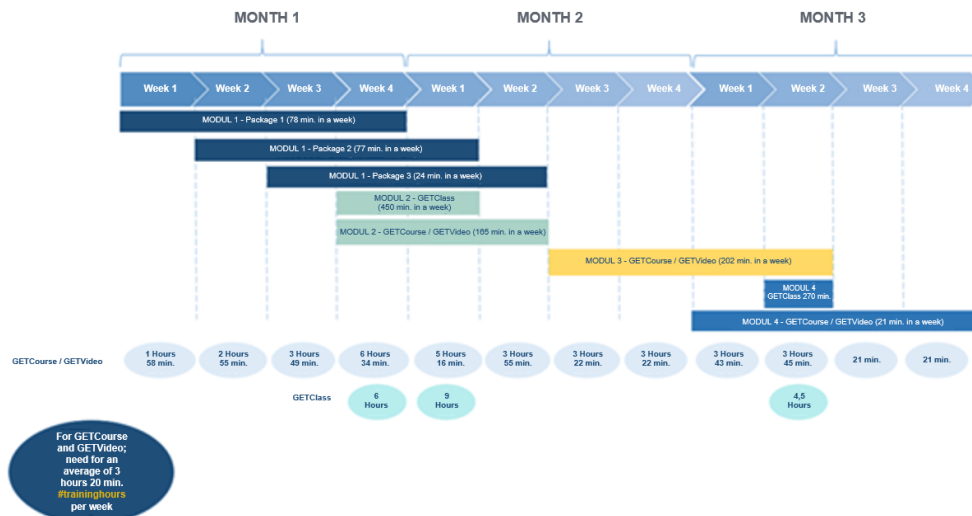 MONTH 1
MONTH 2
MONTH 3
Week 1
Week 2
Week 3
Week 4
Week 1
Week 2
Week 3
Week 4
Week 1
Week 2
Week 3
Week 4
MODUL 1 - Package 1 (78 min. in a week)
MODUL 1 - Package 2 (77 min. in a week)
MODUL 1 - Package 3 (24 min. in a week)
MODUL 2 - GETClass
(450 min. in a week)
MODUL 2 - GETCourse / GETVideo (165 min. in a week)
MODUL 3 - GETCourse / GETVideo (202 min. in a week)
MODUL 4
GETClass 270 min.
MODUL 4 - GETCourse / GETVideo (21 min. in a week)
GETCourse / GETVideo
1 Hours
58 min.
2 Hours
55 min.
3 Hours
49 min.
6 Hours
34 min.
5 Hours
16 min.
3 Hours
55 min.
3 Hours
22 min.
3 Hours
22 min.
3 Hours
43 min.
3 Hours
45 min.
21 min.
21 min.
GETClass
6
Hours
9
Hours
4,5
Hours
For GETCourse
and GETVideo;
need for an
average of 3
hours 20 min.
#traininghours
per week